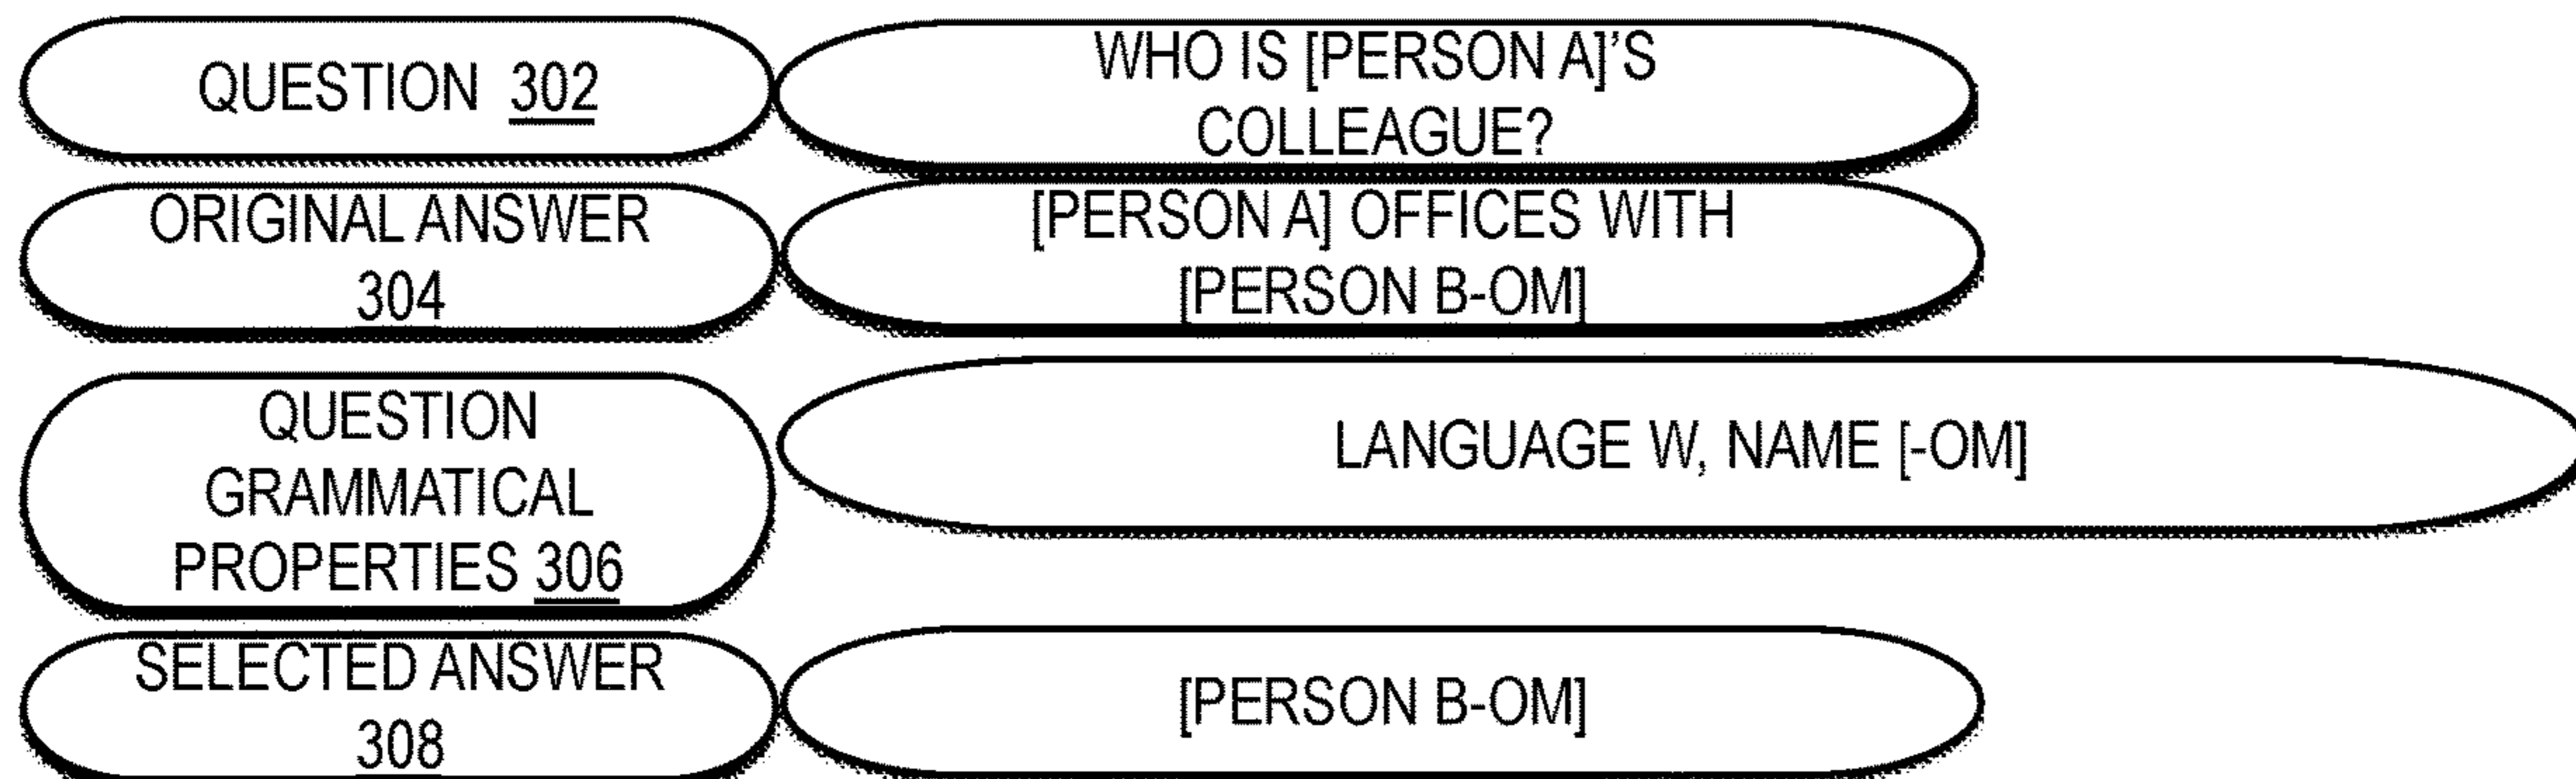 QUESTION 302
WHO IS [PERSON A]'S
COLLEAGUE?
ORIGINAL ANSWER
304
[PERSON A] OFFICES WITH
[PERSON B-OM]
QUESTION
GRAMMATICAL
PROPERTIES 306
LANGUAGE W, NAME [-OM]
SELECTED ANSWER
308
[PERSON B-OM]